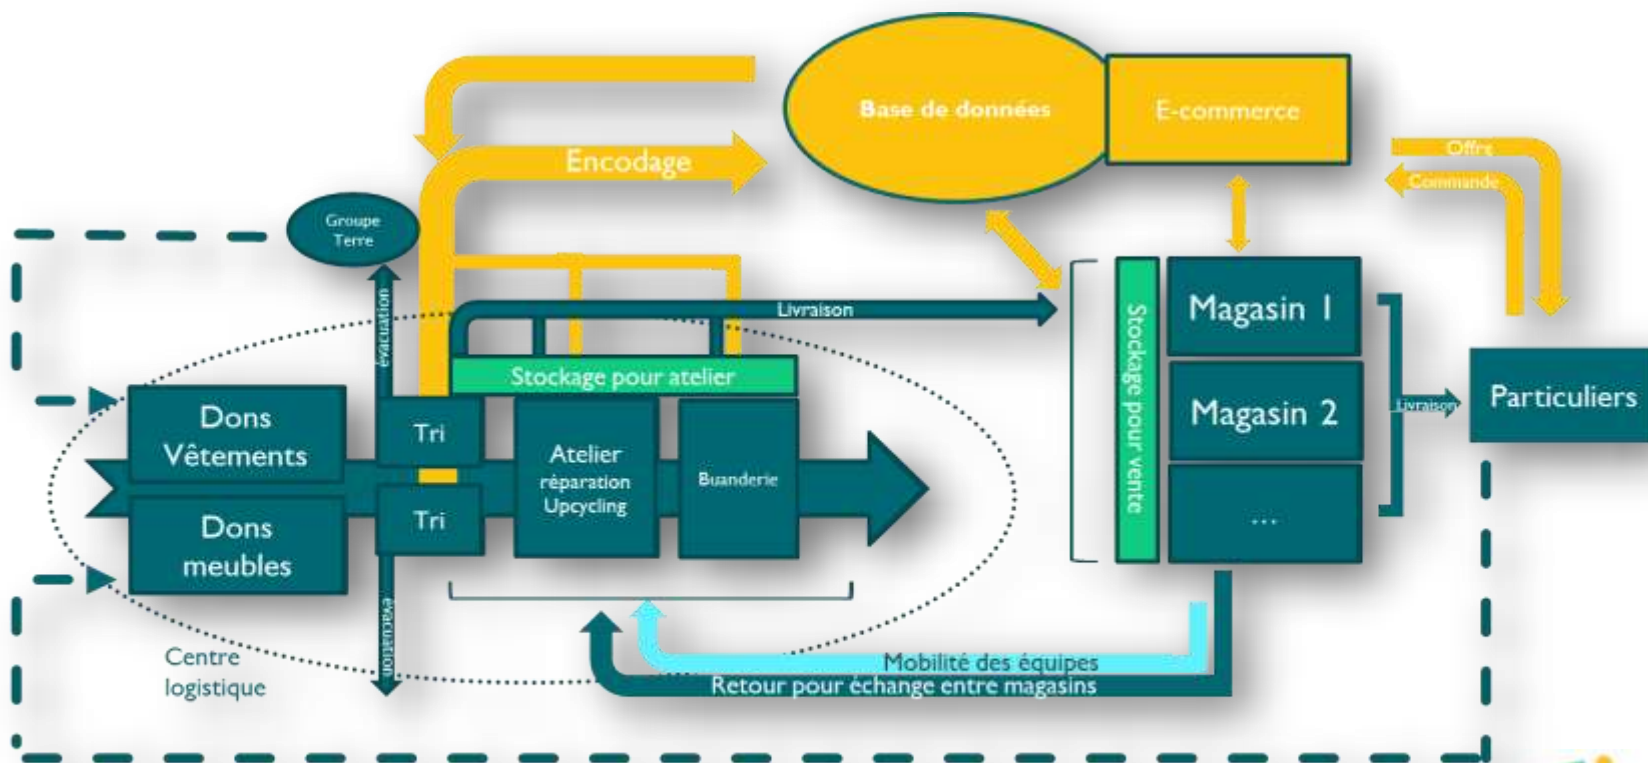 Base de données
E-commerce
Encodage
Offre
Commande
Groupe
Terre
évacuation
Livraison
Stockage pour atelier
Stockage pour vente
Magasin 1
Magasin 2
...
Livraison
Particuliers
Dons
Vêtements
Tri
Atelier
réparation
Upcycling
Buanderie
Dons
meubles
Tri
évacuation
Centre
logistique
Mobilité des équipes
Retour pour échange entre magasins